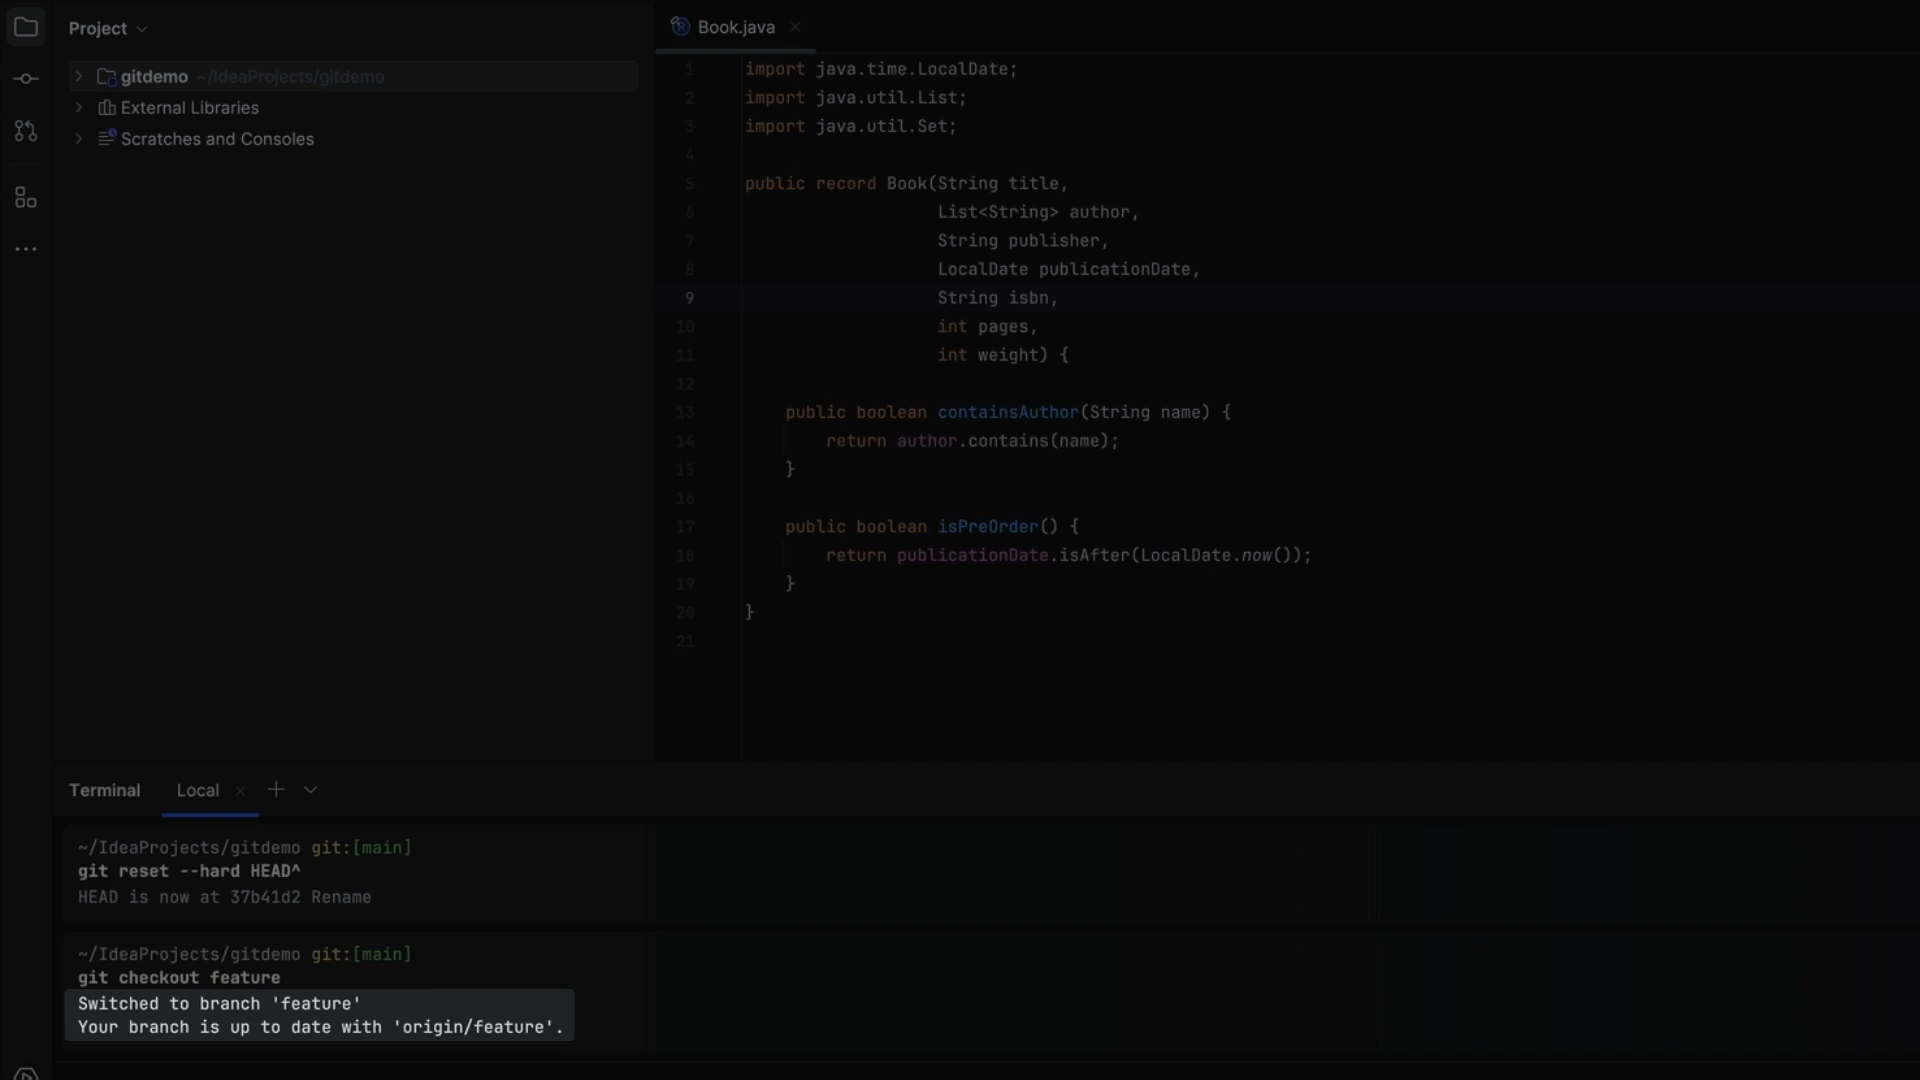 Project
gitdemo ~/IdeaProjects/gitdemo
External Libraries
Scratches and Consoles
Book.java
1 import java.time.LocalDate;
2 import java.util.List;
3 import java.util.Set;
4
5 public record Book(String title,
6 List<String> author,
7 String publisher,
8 LocalDate publicationDate,
9 String isbn,
10 int pages,
11 int weight) {
12
13 public boolean containsAuthor(String name) {
14 return author.contains(name);
15 }
16
17 public boolean isPreOrder() {
18 return publicationDate.isAfter(LocalDate.now());
19 }
20 }
21
Terminal Local
~/IdeaProjects/gitdemo git:[main]
git reset --hard HEAD^
HEAD is now at 37b41d2 Rename
~/IdeaProjects/gitdemo git:[main]
git checkout feature
Switched to branch 'feature'
Your branch is up to date with 'origin/feature'.